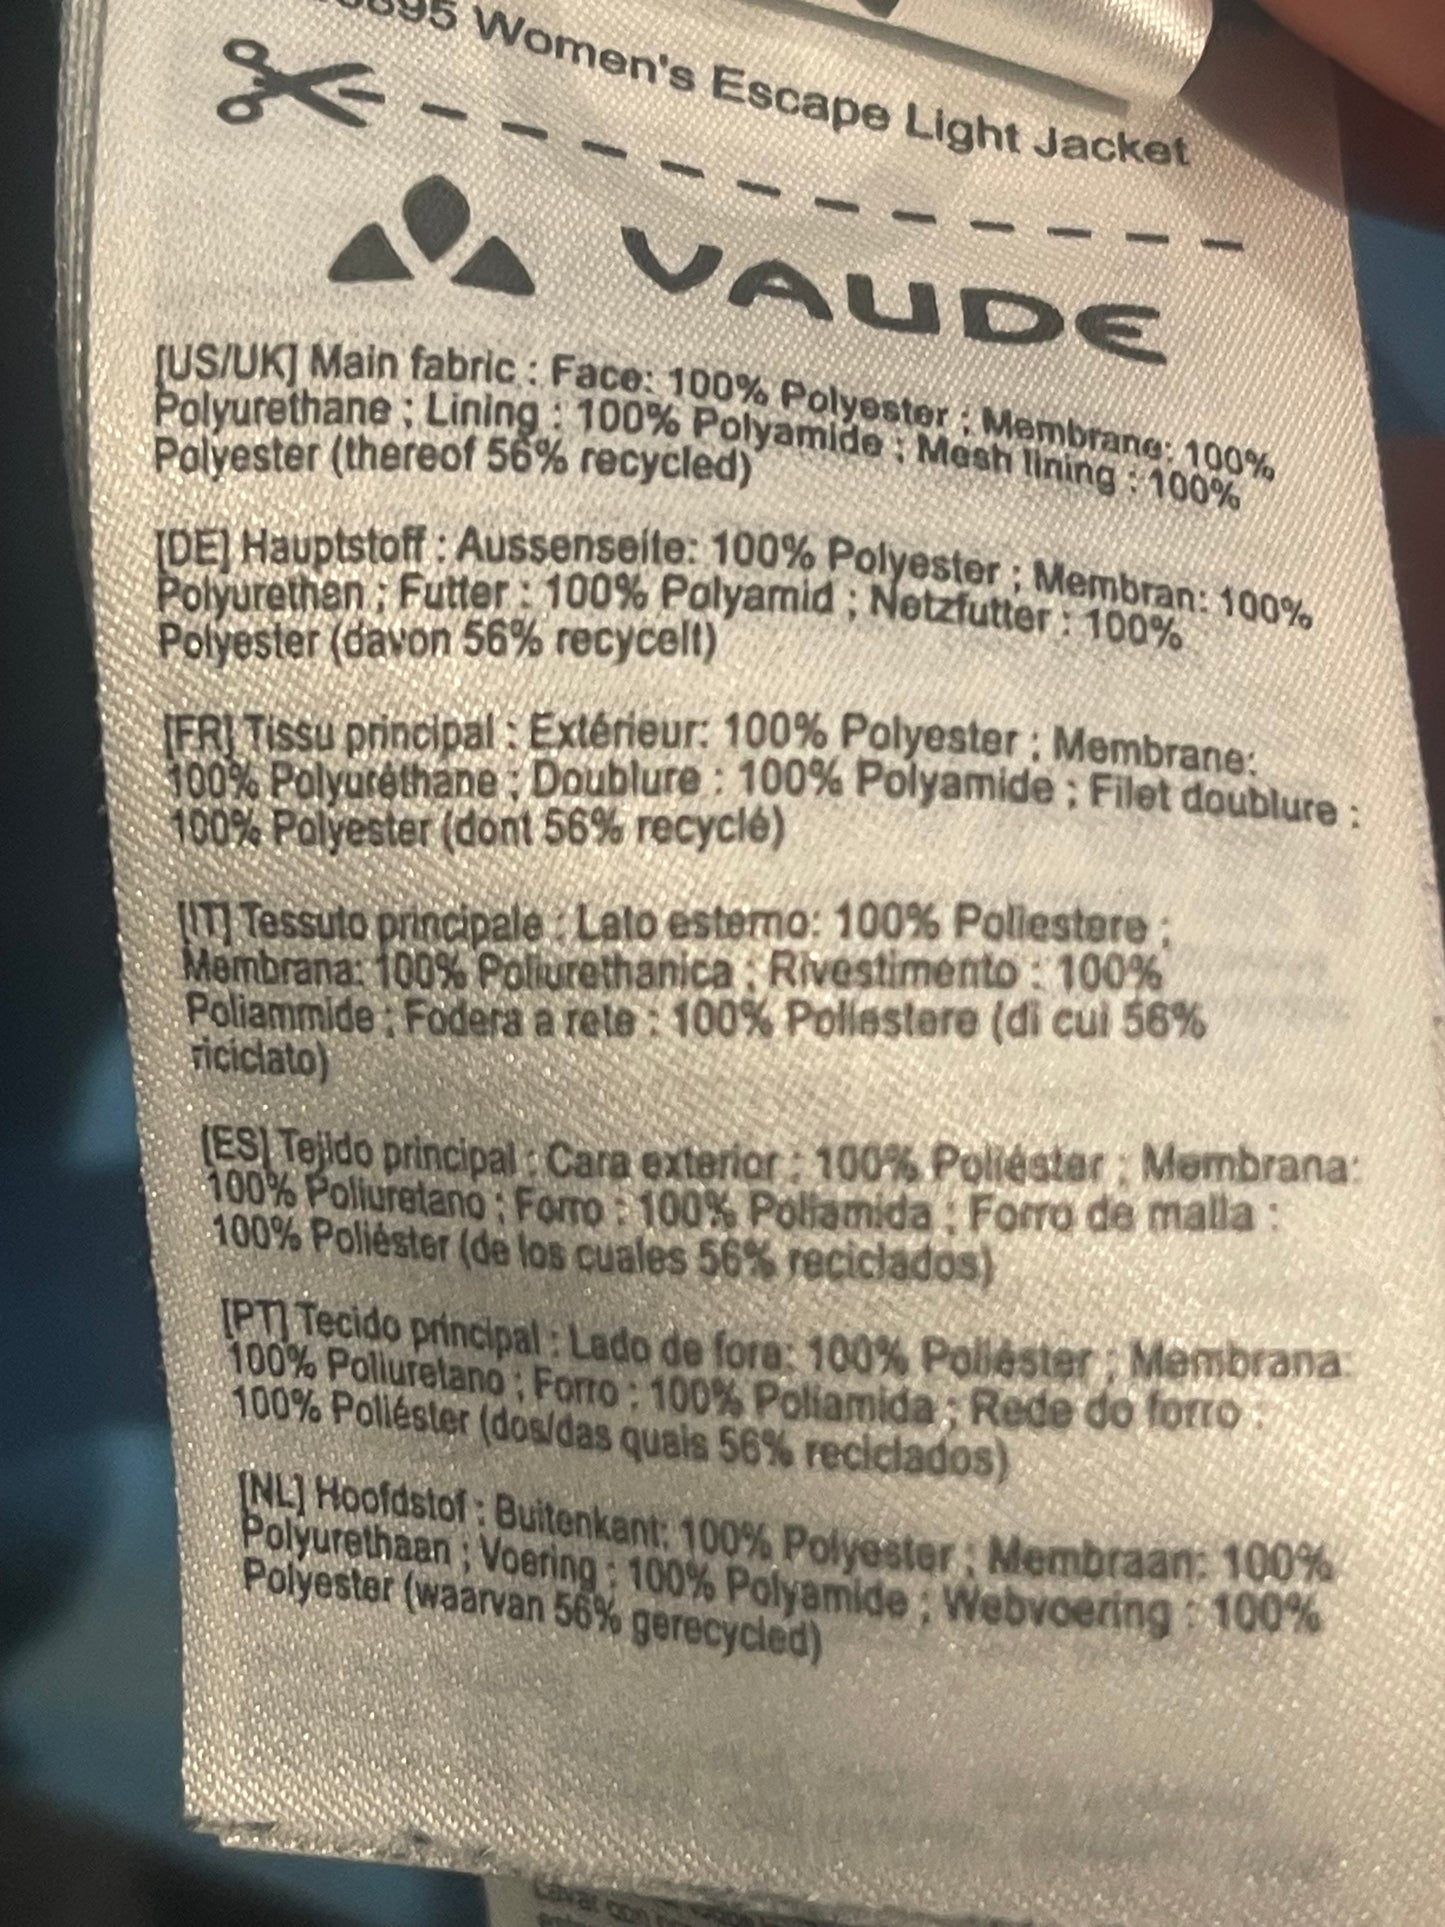 895 Women's Escape Light Jacket
VAUDE
[US/UK] Main fabric : Face: 100% Polyester ; Membrane: 100%
Polyurethane ; Lining : 100% Polyamide ; Mesh lining : 100%
Polyester (thereof 56% recycled)
[DE] Hauptstoff : Aussenseite: 100% Polyester ; Membran: 100%
Polyurethan ; Futter : 100% Polyamid ; Netzfutter : 100%
Polyester (davon 56% recycelt)
[FR] Tissu principal : Extérieur: 100% Polyester ; Membrane:
100% Polyuréthane ; Doublure : 100% Polyamide ; Filet doublure :
100% Polyester (dont 56% recyclé)
[IT] Tessuto principale : Lato esterno: 100% Poliestere ;
Membrana: 100% Poliurethanica ; Rivestimento : 100%
Poliammide ; Fodera a rete : 100% Poliestere (di cui 56%
riciclato)
[ES] Tejido principal : Cara exterior : 100% Poliéster ; Membrana:
100% Poliuretano ; Forro : 100% Poliamida ; Forro de malla :
100% Poliéster (de los cuales 56% reciclados)
[PT] Tecido principal : Lado de fora: 100% Poliéster ; Membrana:
100% Poliuretano ; Forro : 100% Poliamida ; Rede do forro :
100% Poliéster (dos/das quais 56% reciclados)
[NL] Hoofdstof : Buitenkant: 100% Polyester ; Membraan: 100%
Polyurethaan ; Voering : 100% Polyamide ; Webvoering : 100%
Polyester (waarvan 56% gerecycled)